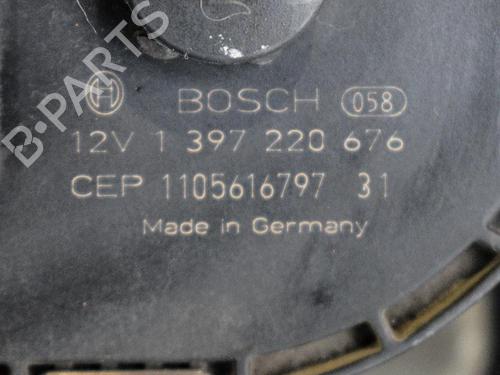 BOSCH 058
12V 1 397 220 676
CEP 1105616797 31
Made in Germany
B-PARTS